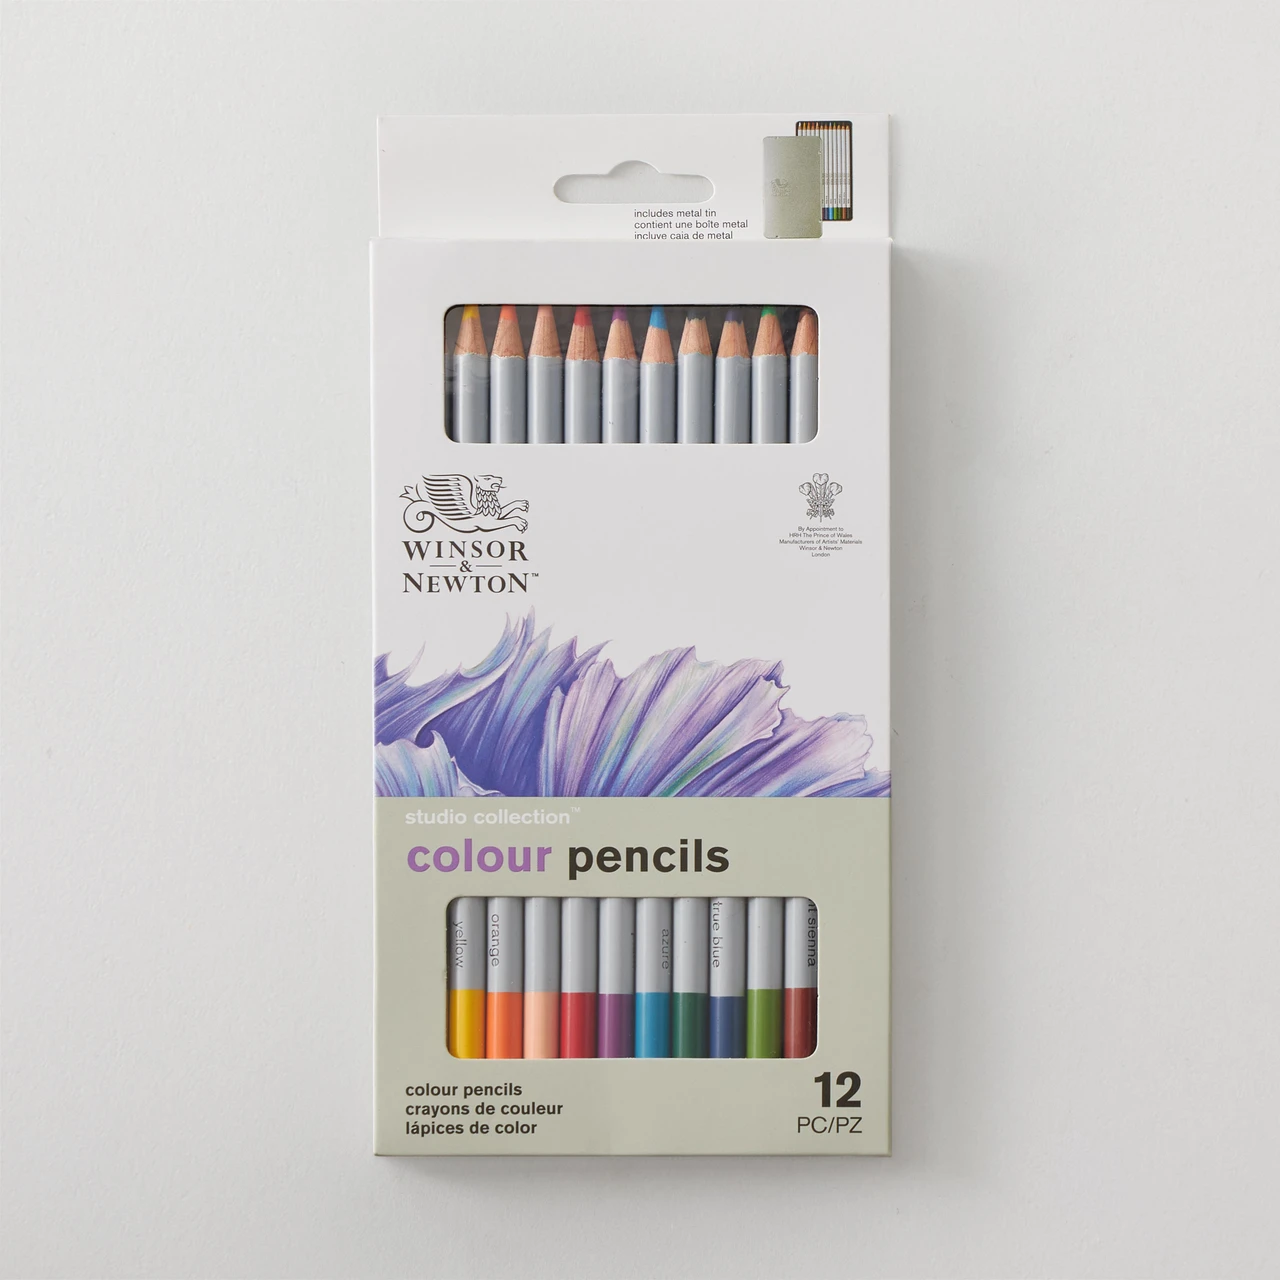 includes metal tin
contient une boîte metal
incluye caja de metal
WINSOR
&
NEWTON™
By Appointment to
HRH The Prince of Wales
Manufacturers of Artists' Materials
Winsor & Newton
London
studio collection™
colour pencils
yellow
orange
azure
true blue
sienna
colour pencils
crayons de couleur
lápices de color
12
PC/PZ